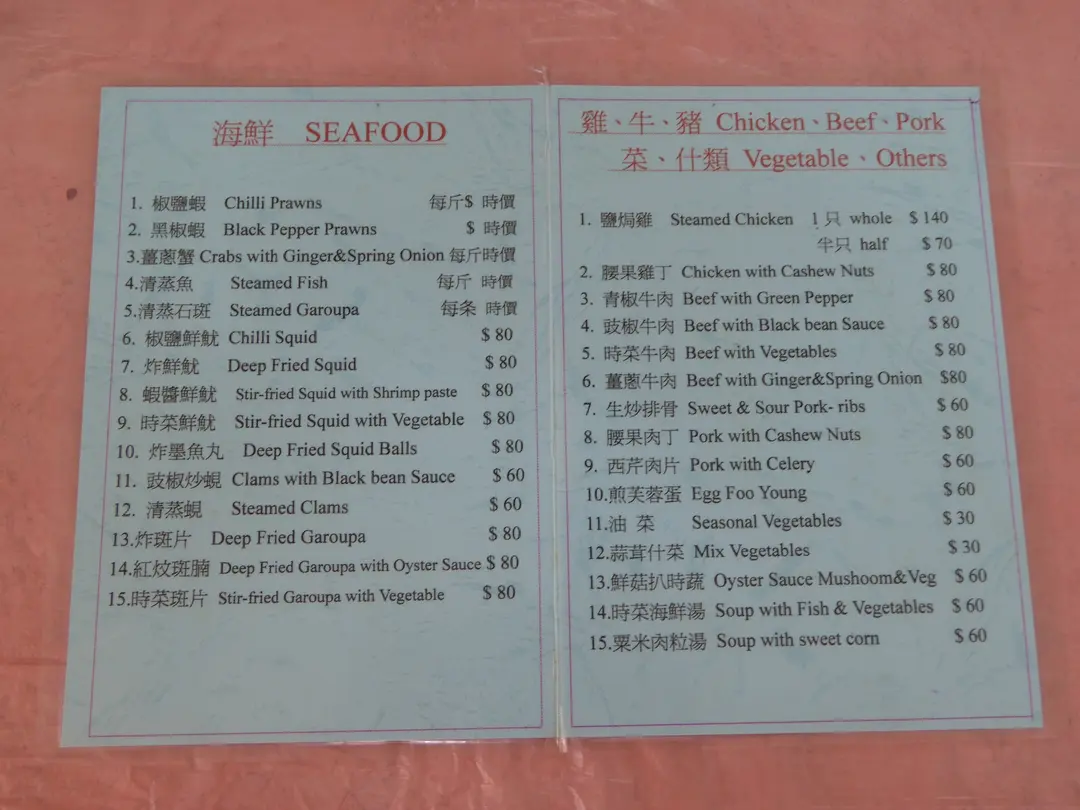 海鮮 SEAFOOD
1. 椒鹽蝦 Chilli Prawns 每斤$ 時價
2. 黑椒蝦 Black Pepper Prawns $ 時價
3.薑蔥蟹 Crabs with Ginger&Spring Onion 每斤時價
4.清蒸魚 Steamed Fish 每斤 時價
5.清蒸石斑 Steamed Garoupa 每条 時價
6. 椒鹽鮮魷 Chilli Squid $ 80
7. 炸鮮魷 Deep Fried Squid $ 80
8. 蝦醬鮮魷 Stir-fried Squid with Shrimp paste $ 80
9. 時菜鮮魷 Stir-fried Squid with Vegetable $ 80
10. 炸墨魚丸 Deep Fried Squid Balls $ 80
11. 豉椒炒蜆 Clams with Black bean Sauce $ 60
12. 清蒸蜆 Steamed Clams $ 60
13.炸斑片 Deep Fried Garoupa $ 80
14.紅炆斑腩 Deep Fried Garoupa with Oyster Sauce $ 80
15.時菜斑片 Stir-fried Garoupa with Vegetable $ 80
雞、牛、豬 Chicken、Beef、Pork
菜、什類 Vegetable、Others
1. 鹽焗雞 Steamed Chicken 1 只 whole $ 140
半只 half $ 70
2. 腰果雞丁 Chicken with Cashew Nuts $ 80
3. 青椒牛肉 Beef with Green Pepper $ 80
4. 豉椒牛肉 Beef with Black bean Sauce $ 80
5. 時菜牛肉 Beef with Vegetables $ 80
6. 薑蔥牛肉 Beef with Ginger&Spring Onion $80
7. 生炒排骨 Sweet & Sour Pork- ribs $ 60
8. 腰果肉丁 Pork with Cashew Nuts $ 80
9. 西芹肉片 Pork with Celery $ 60
10.煎芙蓉蛋 Egg Foo Young $ 60
11.油 菜 Seasonal Vegetables $ 30
12.蒜茸什菜 Mix Vegetables $ 30
13.鮮菇扒時蔬 Oyster Sauce Mushoom&Veg $ 60
14.時菜海鮮湯 Soup with Fish & Vegetables $ 60
15.粟米肉粒湯 Soup with sweet corn $ 60